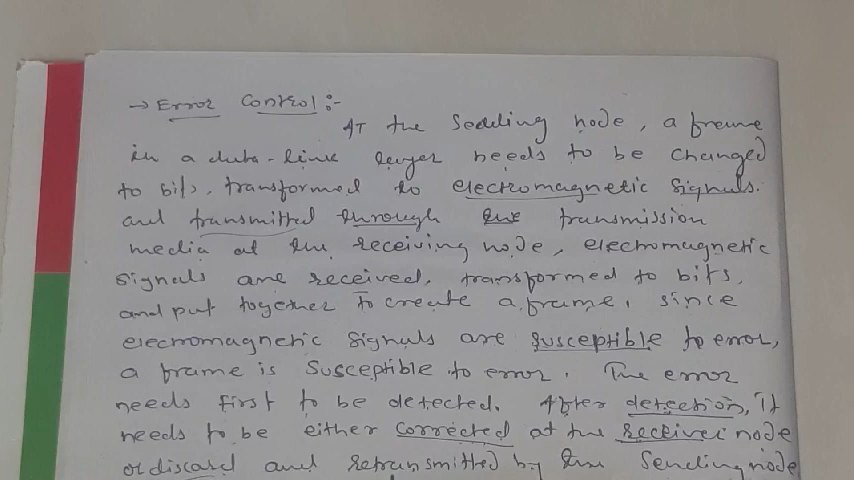 → Error Control :-
At the Sedding node, a frame
in a data-link layer needs to be changed
to bits, transformed to electromagnetic signals.
and transmitted through the transmission
media at the receiving node, electromagnetic
signals are received, transformed to bits,
and put together to create a frame, since
elecromagnetic signals are susceptible to error,
a frame is susceptible to error. The error
needs first to be detected. After detection, it
needs to be either corrected at the receiver node
or discard and retransmitted by the Sending node